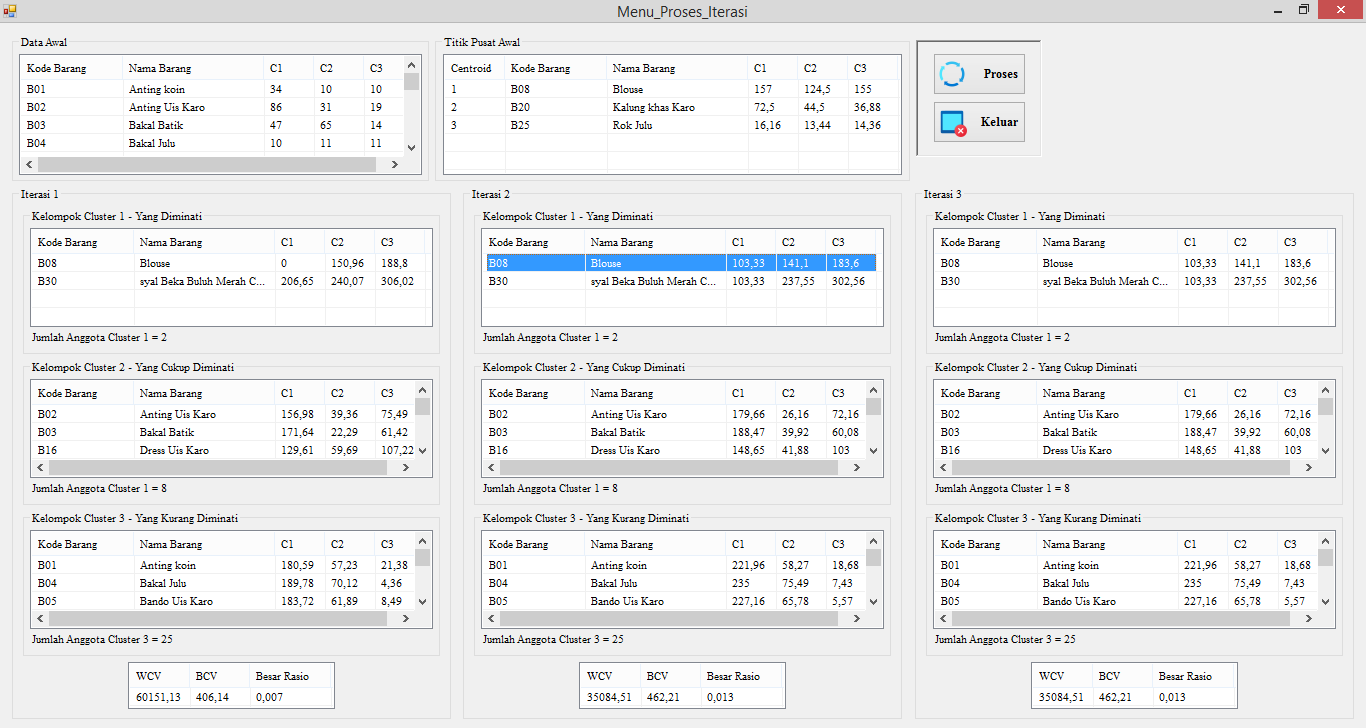 Menu_Proses_Iterasi
Data Awal
Kode Barang Nama Barang C1 C2 C3
B01 Anting koin 34 10 10
B02 Anting Uis Karo 86 31 19
B03 Bakal Batik 47 65 14
B04 Bakal Julu 10 11 11
Titik Pusat Awal
Centroid Kode Barang Nama Barang C1 C2 C3
1 B08 Blouse 157 124,5 155
2 B20 Kalung khas Karo 72,5 44,5 36,88
3 B25 Rok Julu 16,16 13,44 14,36
Proses
Keluar
Iterasi 1
Kelompok Cluster 1 - Yang Diminati
Kode Barang Nama Barang C1 C2 C3
B08 Blouse 0 150,96 188,8
B30 syal Beka Buluh Merah C... 206,65 240,07 306,02
Jumlah Anggota Cluster 1 = 2
Kelompok Cluster 2 - Yang Cukup Diminati
Kode Barang Nama Barang C1 C2 C3
B02 Anting Uis Karo 156,98 39,36 75,49
B03 Bakal Batik 171,64 22,29 61,42
B16 Dress Uis Karo 129,61 59,69 107,22
Jumlah Anggota Cluster 1 = 8
Kelompok Cluster 3 - Yang Kurang Diminati
Kode Barang Nama Barang C1 C2 C3
B01 Anting koin 180,59 57,23 21,38
B04 Bakal Julu 189,78 70,12 4,36
B05 Bando Uis Karo 183,72 61,89 8,49
Jumlah Anggota Cluster 3 = 25
WCV BCV Besar Rasio
60151,13 406,14 0,007
Iterasi 2
Kelompok Cluster 1 - Yang Diminati
Kode Barang Nama Barang C1 C2 C3
B08 Blouse 103,33 141,1 183,6
B30 syal Beka Buluh Merah C... 103,33 237,55 302,56
Jumlah Anggota Cluster 1 = 2
Kelompok Cluster 2 - Yang Cukup Diminati
Kode Barang Nama Barang C1 C2 C3
B02 Anting Uis Karo 179,66 26,16 72,16
B03 Bakal Batik 188,47 39,92 60,08
B16 Dress Uis Karo 148,65 41,88 103
Jumlah Anggota Cluster 1 = 8
Kelompok Cluster 3 - Yang Kurang Diminati
Kode Barang Nama Barang C1 C2 C3
B01 Anting koin 221,96 58,27 18,68
B04 Bakal Julu 235 75,49 7,43
B05 Bando Uis Karo 227,16 65,78 5,57
Jumlah Anggota Cluster 3 = 25
WCV BCV Besar Rasio
35084,51 462,21 0,013
Iterasi 3
Kelompok Cluster 1 - Yang Diminati
Kode Barang Nama Barang C1 C2 C3
B08 Blouse 103,33 141,1 183,6
B30 syal Beka Buluh Merah C... 103,33 237,55 302,56
Jumlah Anggota Cluster 1 = 2
Kelompok Cluster 2 - Yang Cukup Diminati
Kode Barang Nama Barang C1 C2 C3
B02 Anting Uis Karo 179,66 26,16 72,16
B03 Bakal Batik 188,47 39,92 60,08
B16 Dress Uis Karo 148,65 41,88 103
Jumlah Anggota Cluster 1 = 8
Kelompok Cluster 3 - Yang Kurang Diminati
Kode Barang Nama Barang C1 C2 C3
B01 Anting koin 221,96 58,27 18,68
B04 Bakal Julu 235 75,49 7,43
B05 Bando Uis Karo 227,16 65,78 5,57
Jumlah Anggota Cluster 3 = 25
WCV BCV Besar Rasio
35084,51 462,21 0,013